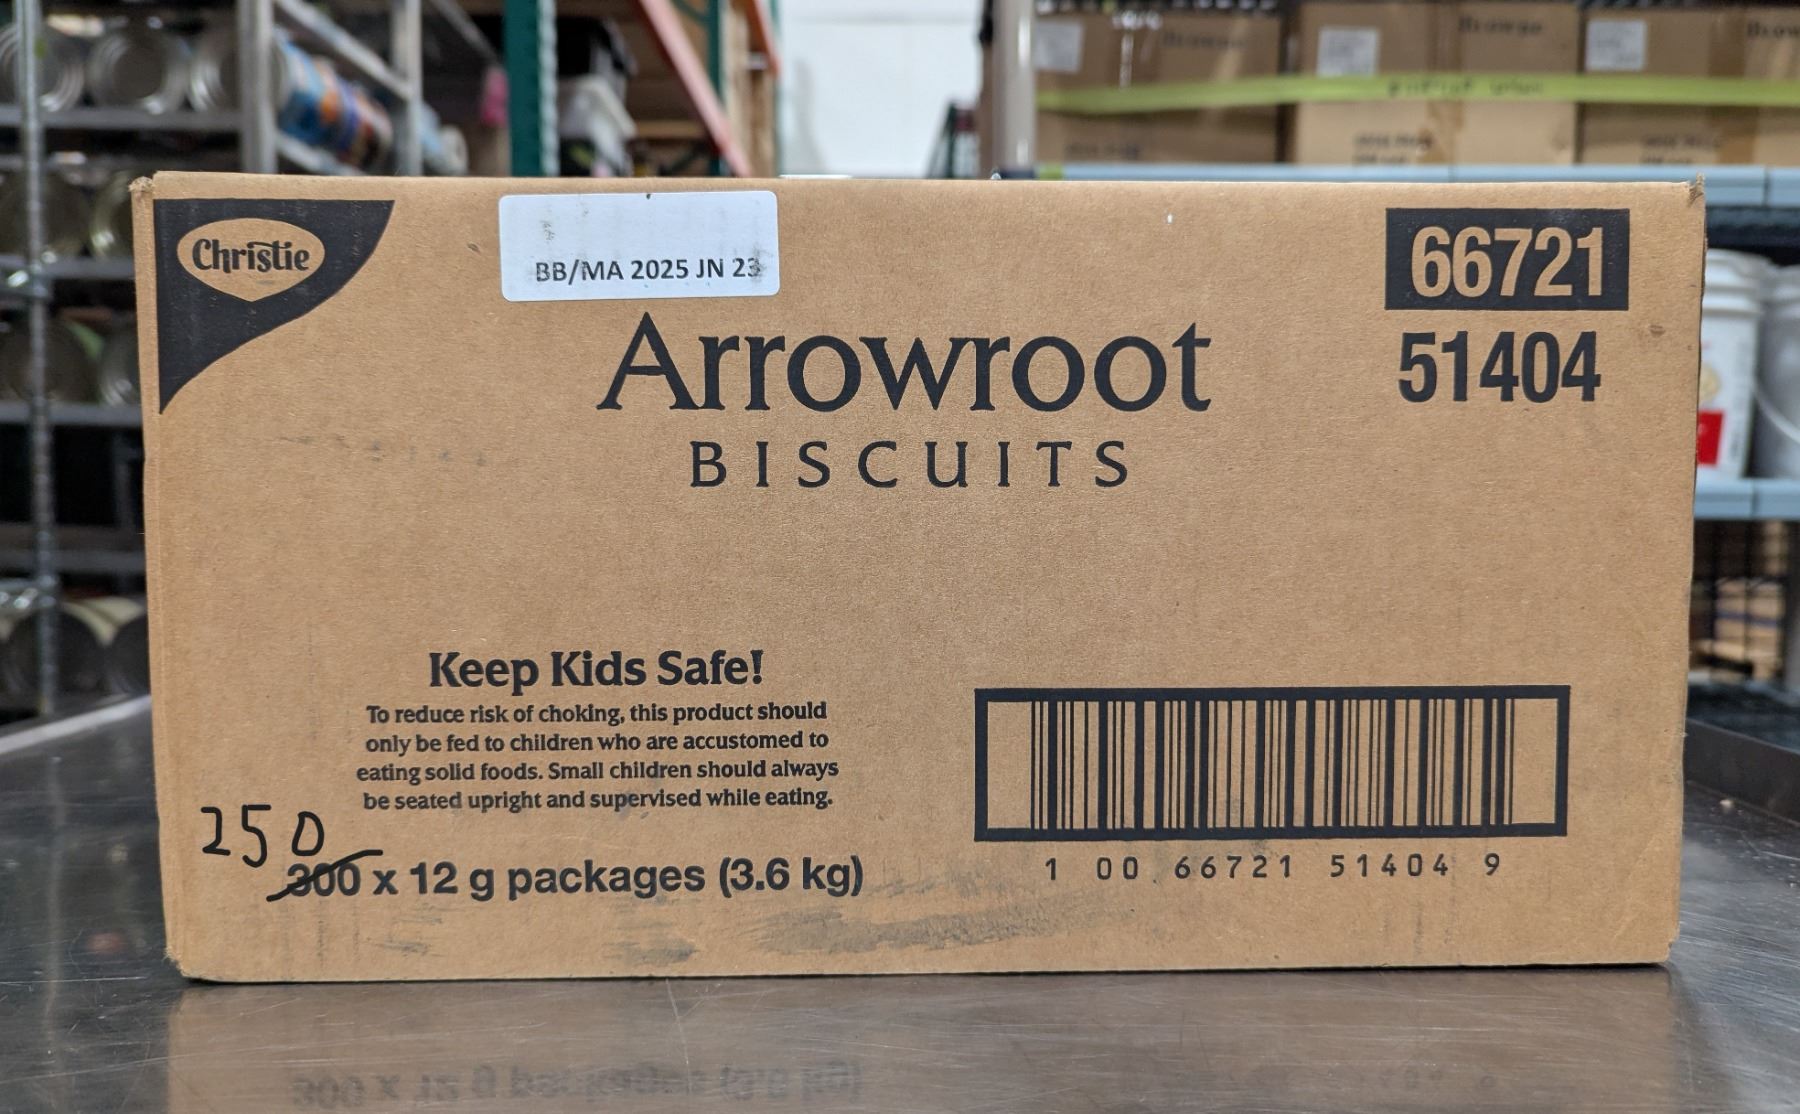 Christie
BB/MA 2025 JN 23
66721
51404
Arrowroot
BISCUITS
Keep Kids Safe!
To reduce risk of choking, this product should
only be fed to children who are accustomed to
eating solid foods. Small children should always
be seated upright and supervised while eating.
250
300 x 12 g packages (3.6 kg)
1 00 66721 51404 9